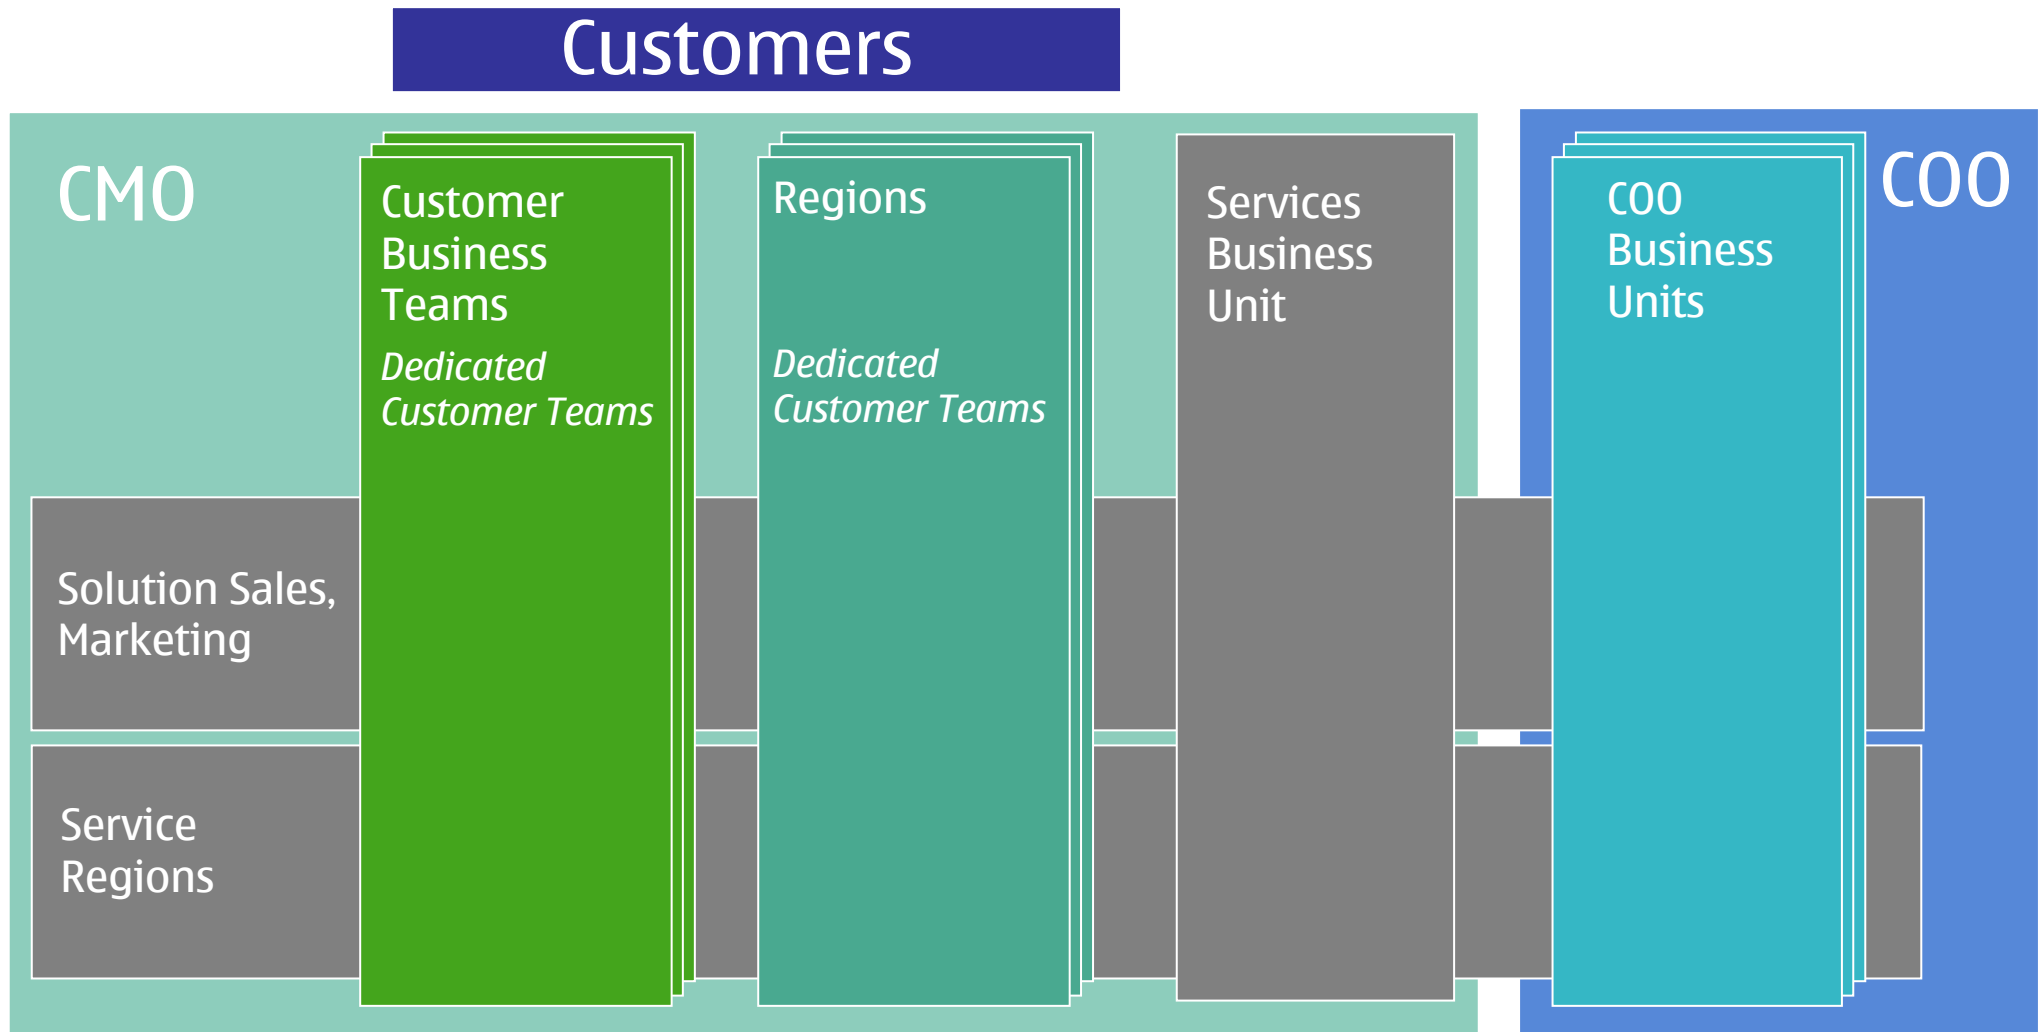 Customers
CMO
Customer
Business
Teams
Dedicated
Customer Teams
Regions
Dedicated
Customer Teams
Services
Business
Unit
COO
Business
Units
COO
Solution Sales,
Marketing
Service
Regions